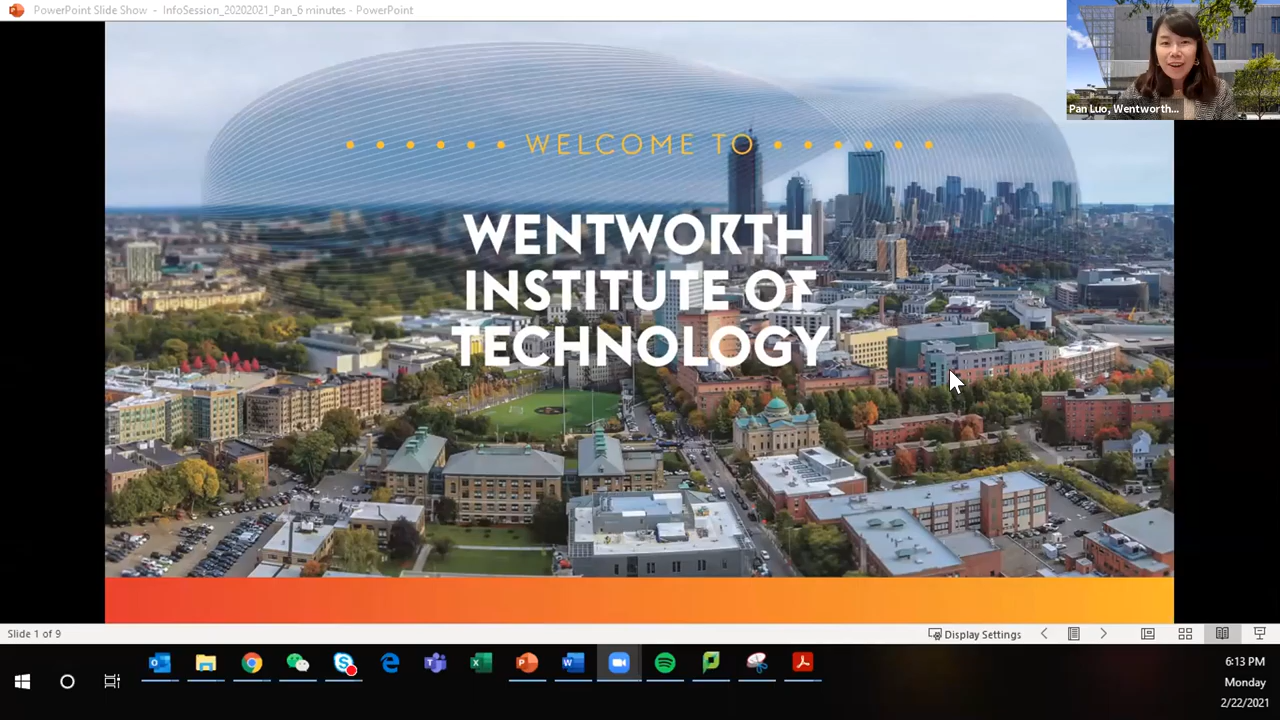 PowerPoint Slide Show - InfoSession_20202021_Pan_6 minutes - PowerPoint
Pan Luo, Wentworth...
WELCOME TO
WENTWORTH
INSTITUTE OF
TECHNOLOGY
Slide 1 of 9
Display Settings
6:13 PM
Monday
2/22/2021